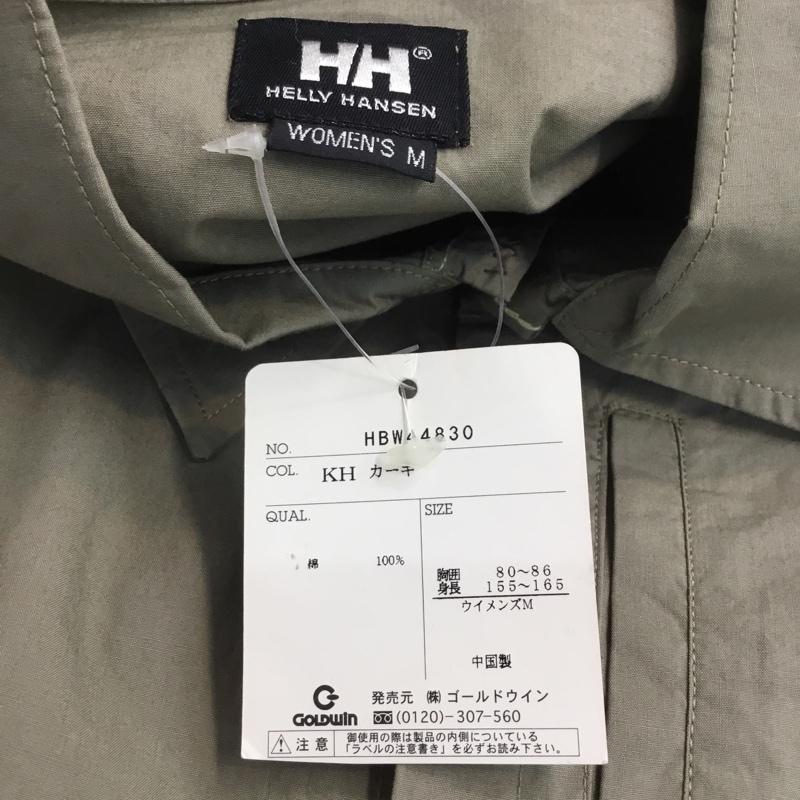 HH®
HELLY HANSEN
WOMEN'S M
NO. HBW44830
COL. KH カーキ
QUAL.
綿 100%
SIZE
胸囲 80～86
身長 155～165
ウイメンズM
中国製
GOLDWIN
発売元 ㈱ゴールドウイン
(0120)-307-560
注意
御使用の際は製品の内側についている
「ラベルの注意書き」を必ずお読み下さい。